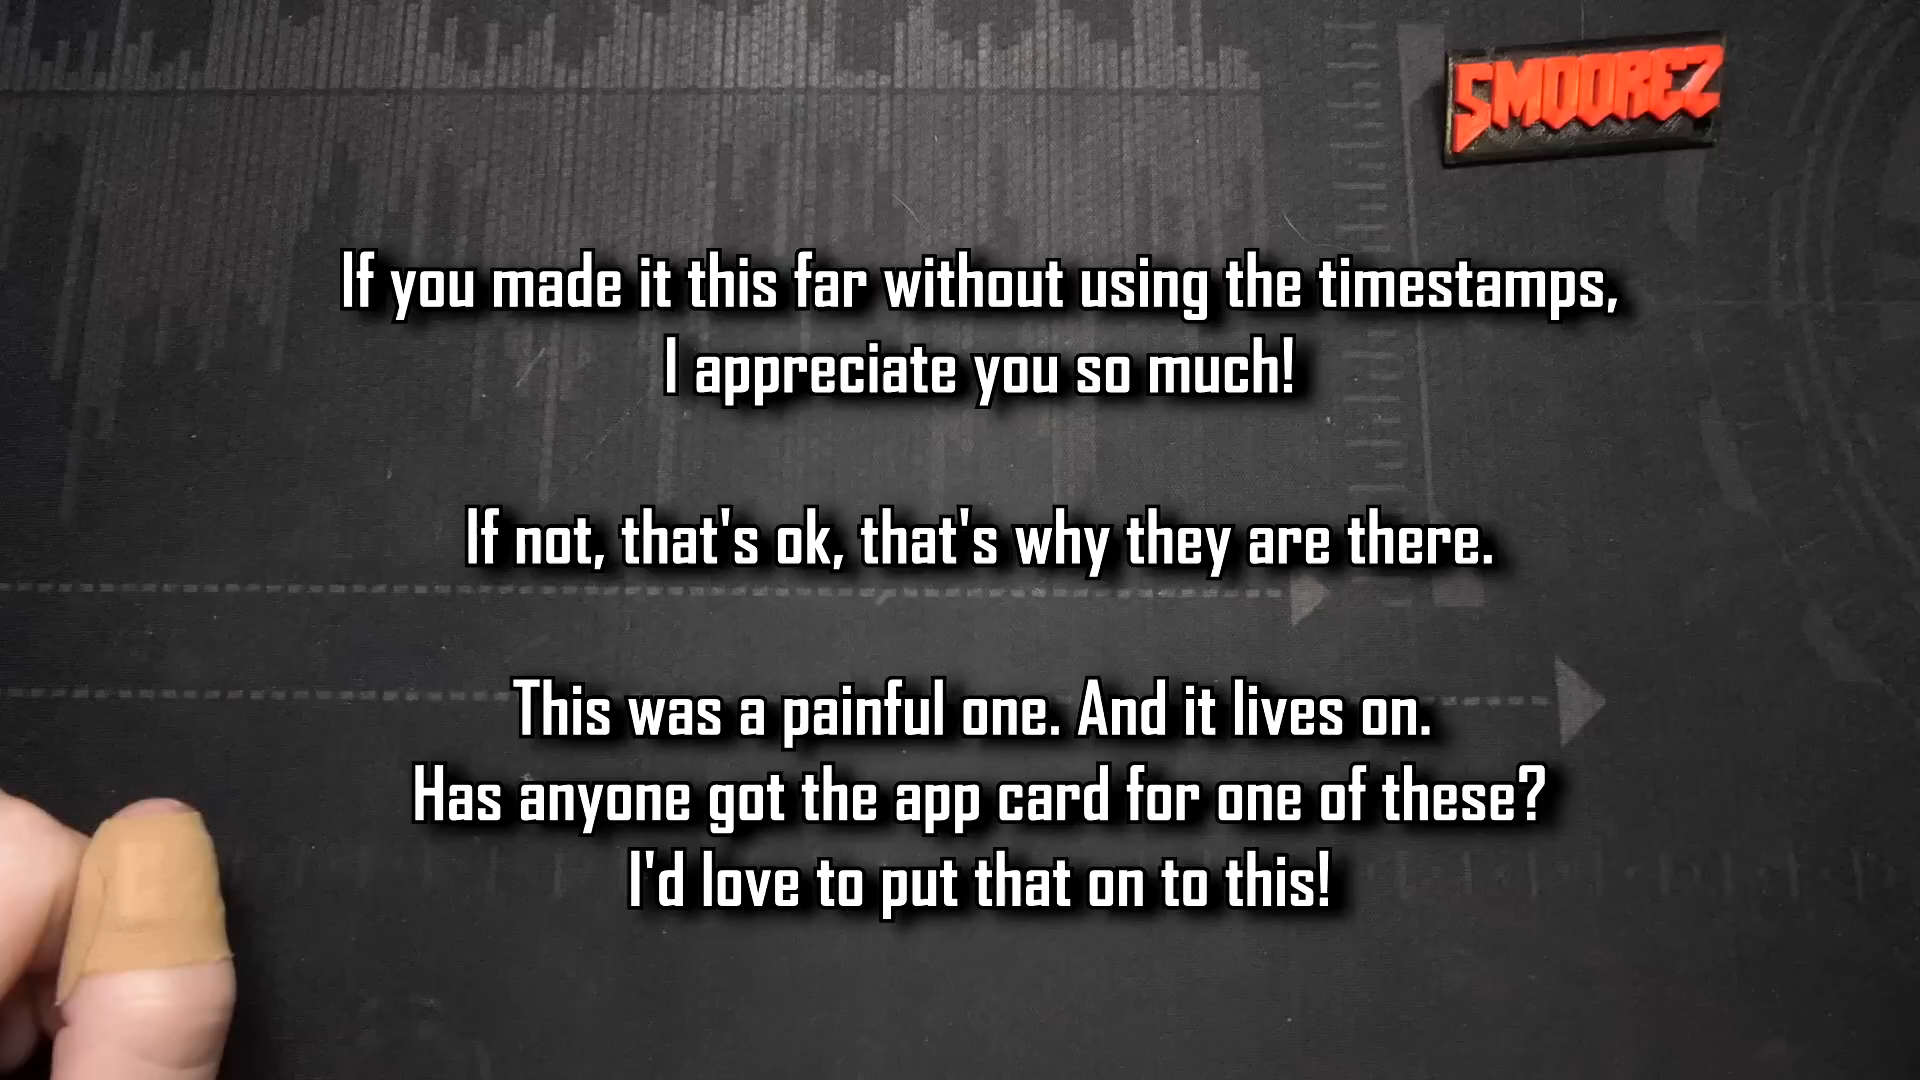 SMOOREZ
If you made it this far without using the timestamps,
I appreciate you so much!
If not, that's ok, that's why they are there.
This was a painful one. And it lives on.
Has anyone got the app card for one of these?
I'd love to put that on to this!